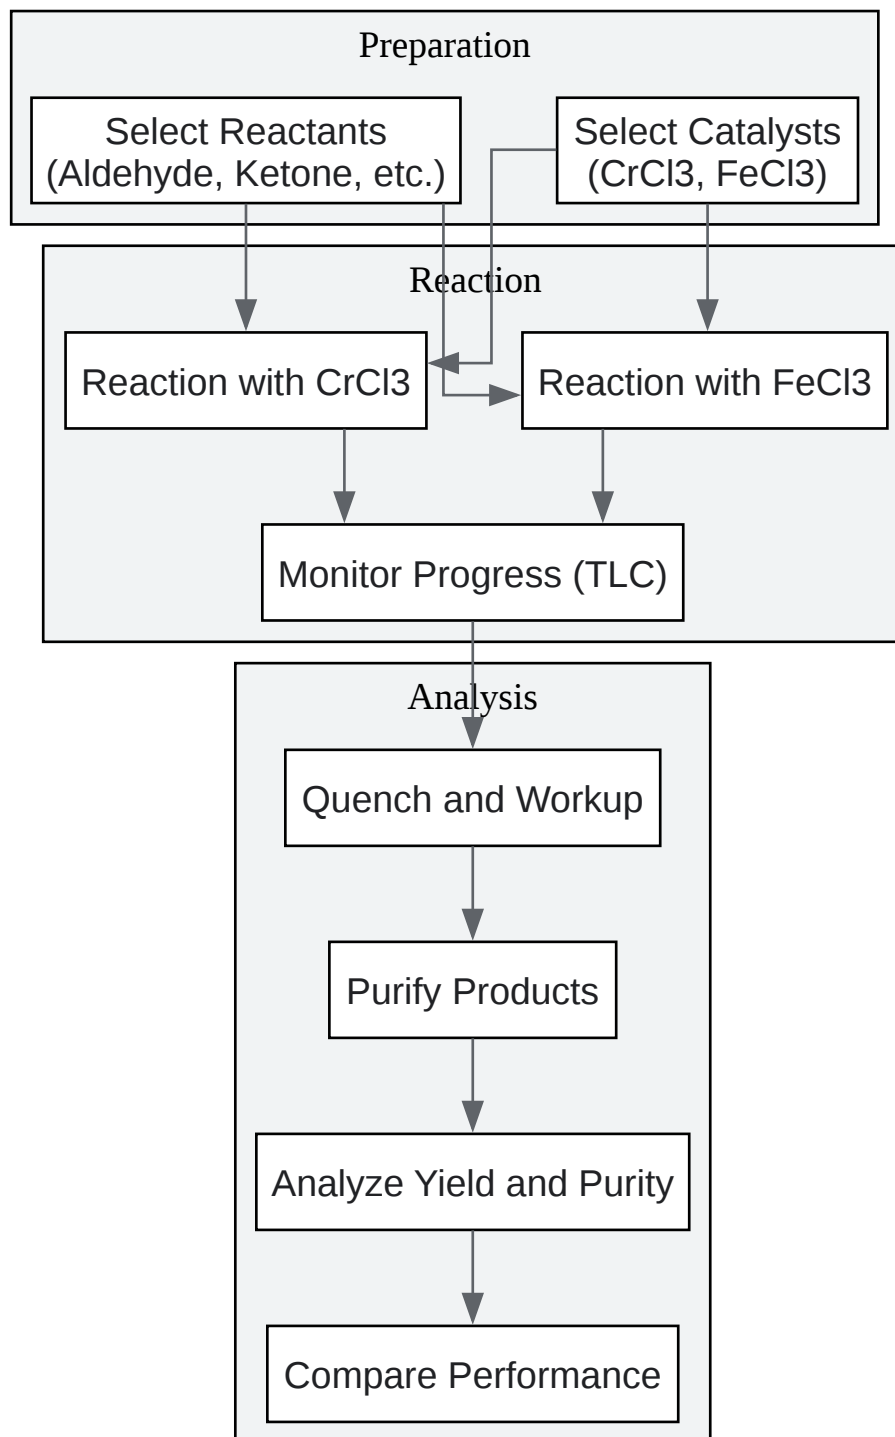 Preparation
Select Reactants
(Aldehyde, Ketone, etc.)
Select Catalysts
(CrCl3, FeCl3)
Reaction
Reaction with CrCl3
Reaction with FeCl3
Monitor Progress (TLC)
Analysis
Quench and Workup
Purify Products
Analyze Yield and Purity
Compare Performance